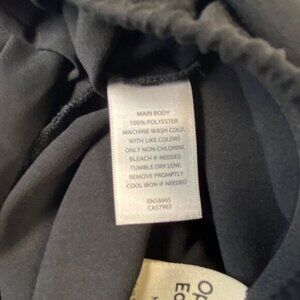 MAIN BODY
100% POLYESTER
MACHINE WASH COLD,
WITH LIKE COLORS
ONLY NON-CHLORINE
BLEACH IF NEEDED
TUMBLE DRY LOW,
REMOVE PROMPTLY
COOL IRON IF NEEDED
RN58665
CA57963